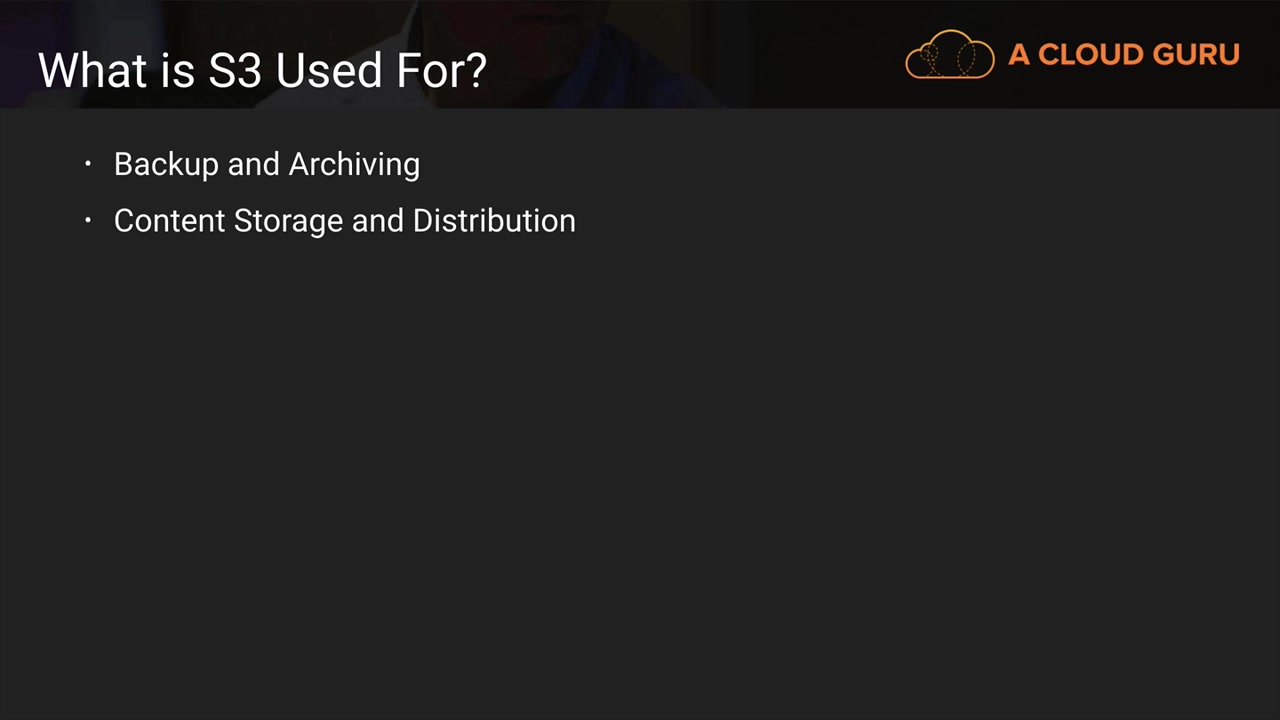 What is S3 Used For?
A CLOUD GURU
• Backup and Archiving
• Content Storage and Distribution